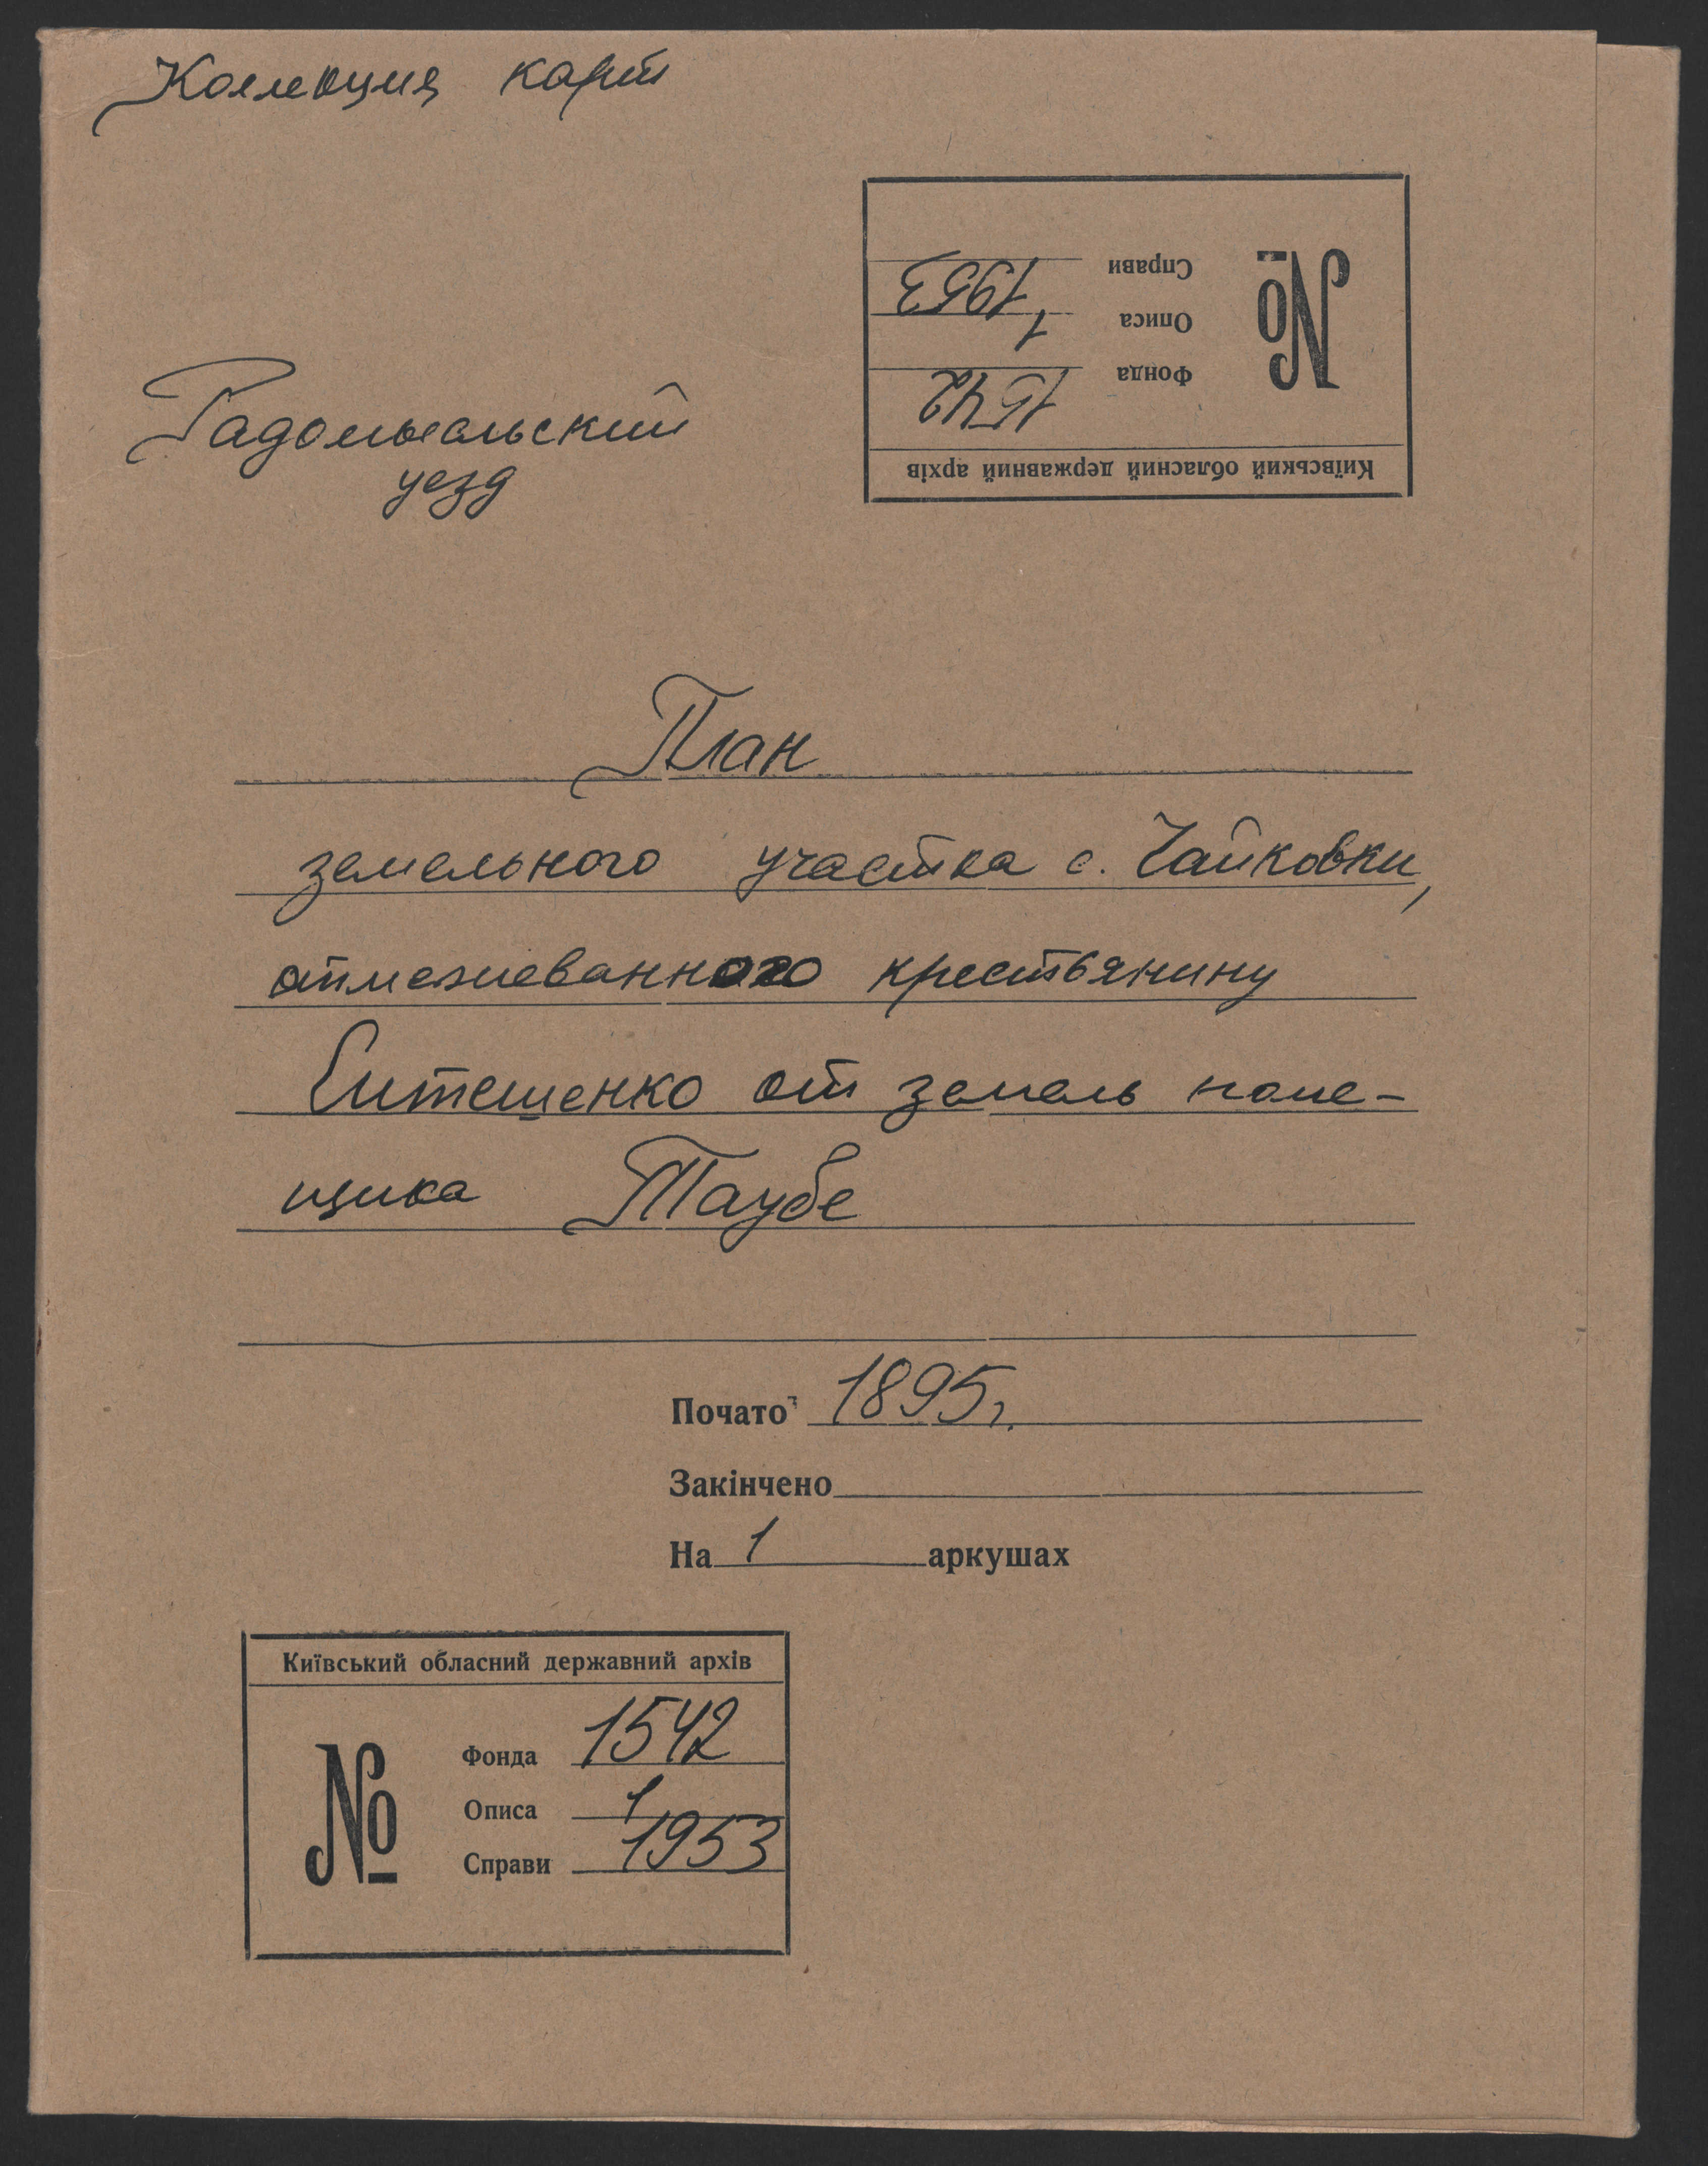 Коллекция карт
Київський обласний державний архів
№
Фонда 1542
Описа 1
Справи 1953
Радомысльский
уезд
План
земельного участка с. Чайковки,
отмежеванного крестьянину
от земель поме-
щика Таубе
Почато 1895г.
Закінчено
На 1 аркушах
Київський обласний державний архів
№
Фонда 1542
Описа 1
Справи 1953